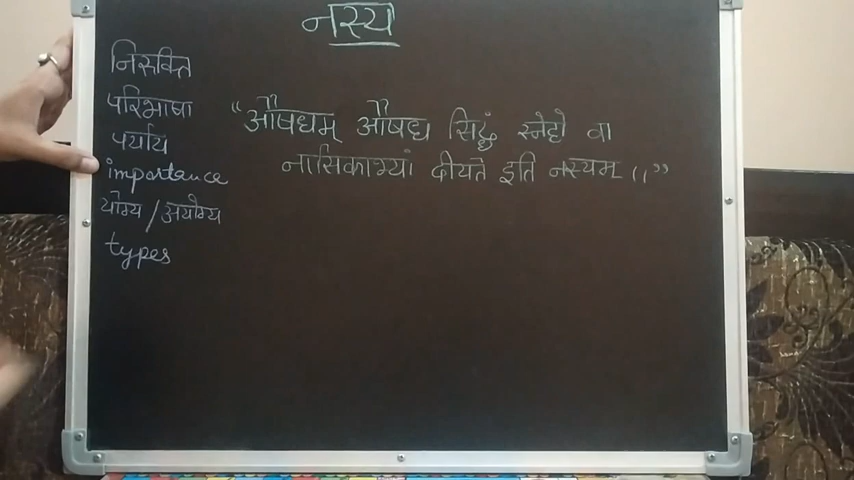 नस्य
निरुक्ति
परिभाषा
पर्याय
importance
योग्य / अयोग्य
types
"औषधम् औषध सिद्धं स्नेहो वा
नासिकाभ्यां दीयते इति नस्यम् ।।"